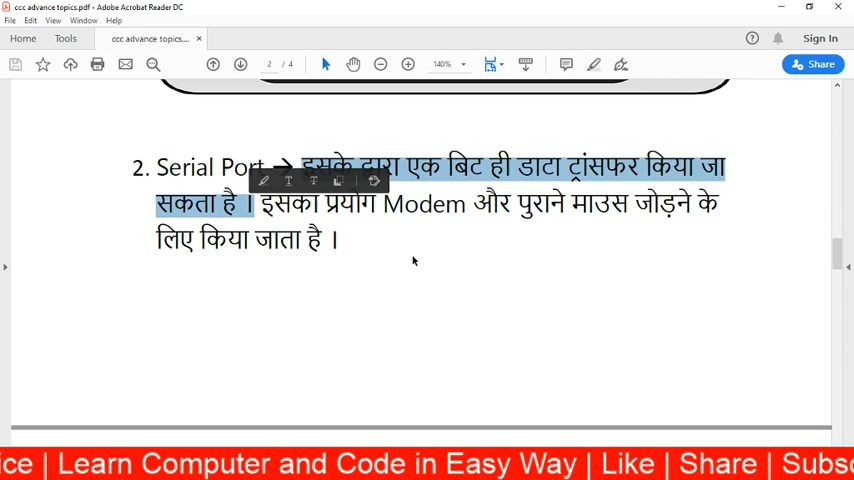 ccc advance topics.pdf - Adobe Acrobat Reader DC
File Edit View Window Help
Home Tools ccc advance topics.... × Sign In
2 / 4 140% Share
2. Serial Port → इसके द्वारा एक बिट ही डाटा ट्रांसफर किया जा
सकता है । इसका प्रयोग Modem और पुराने माउस जोड़ने के
लिए किया जाता है ।
ice | Learn Computer and Code in Easy Way | Like | Share | Subs